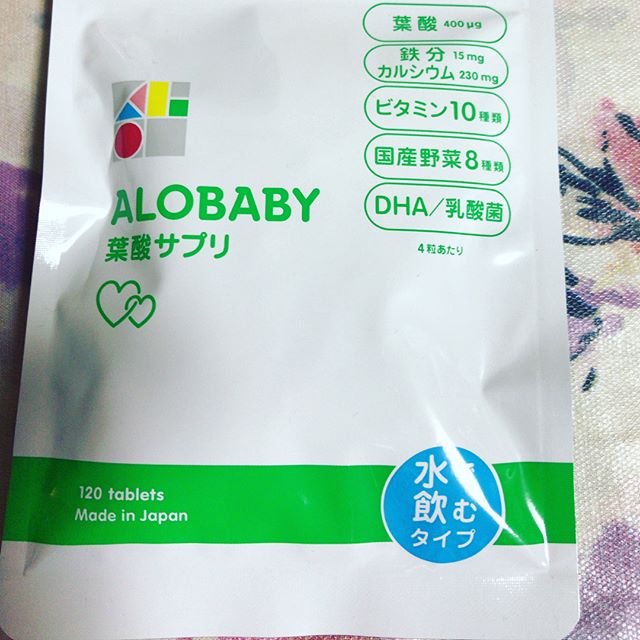 葉酸 400μg
鉄分 15mg
カルシウム 230mg
ビタミン10種類
国産野菜8種類
DHA/乳酸菌
4粒あたり
ALOBABY
葉酸サプリ
120 tablets
Made in Japan
水で
飲む
タイプ